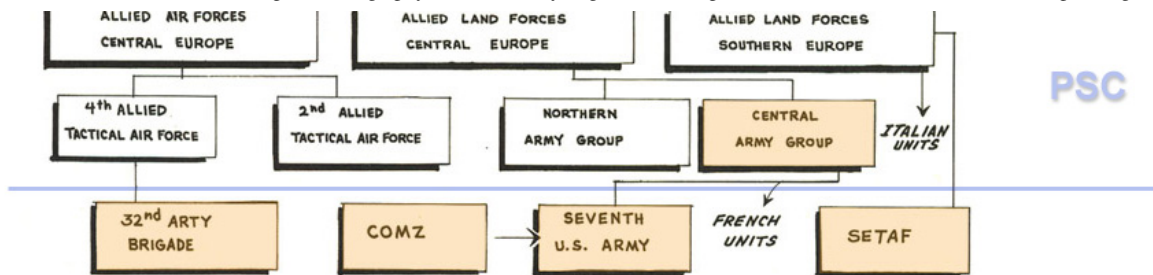 ALLIED AIR FORCES
CENTRAL EUROPE
ALLIED LAND FORCES
CENTRAL EUROPE
ALLIED LAND FORCES
SOUTHERN EUROPE
PSC
4th ALLIED
TACTICAL AIR FORCE
2nd ALLIED
TACTICAL AIR FORCE
NORTHERN
ARMY GROUP
CENTRAL
ARMY GROUP
ITALIAN
UNITS
32nd ARTY
BRIGADE
COMZ
SEVENTH
U.S. ARMY
FRENCH
UNITS
SETAF